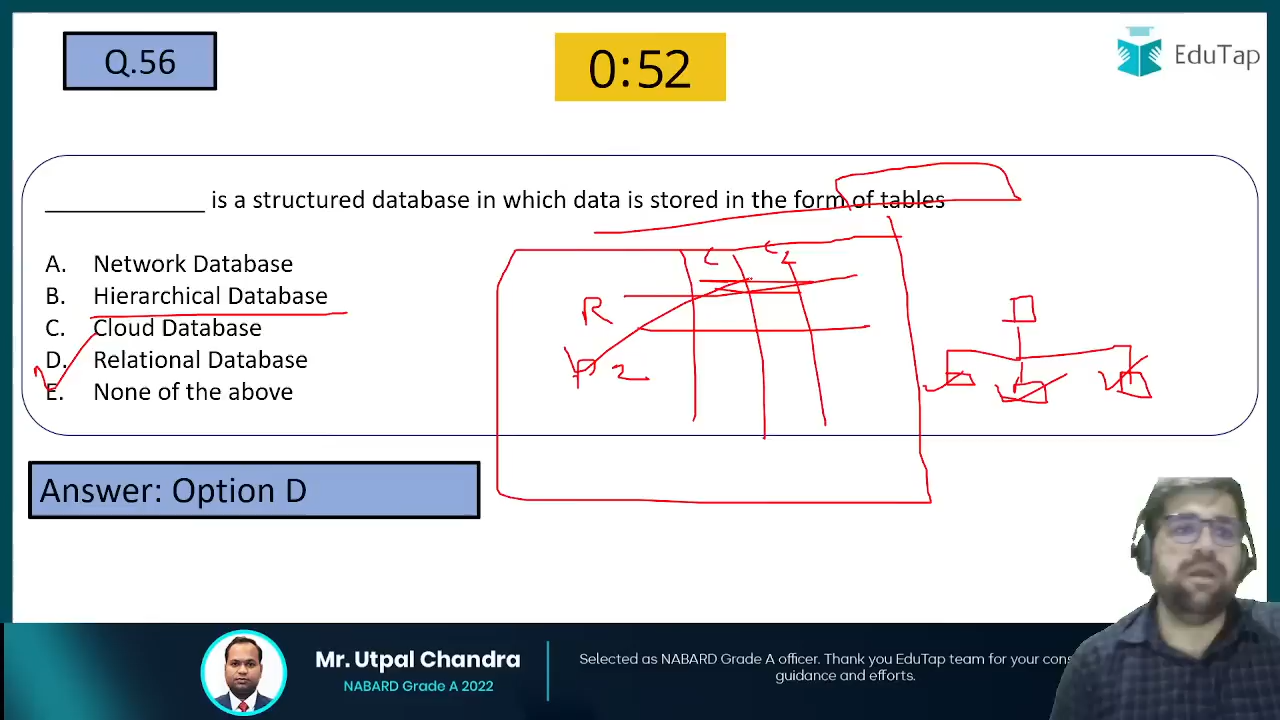 Q.56
0:52
EduTap
____________ is a structured database in which data is stored in the form of tables
A. Network Database
B. Hierarchical Database
C. Cloud Database
D. Relational Database
E. None of the above
R
2
Answer: Option D
Mr. Utpal Chandra
NABARD Grade A 2022
Selected as NABARD Grade A officer. Thank you EduTap team for your
guidance and efforts.